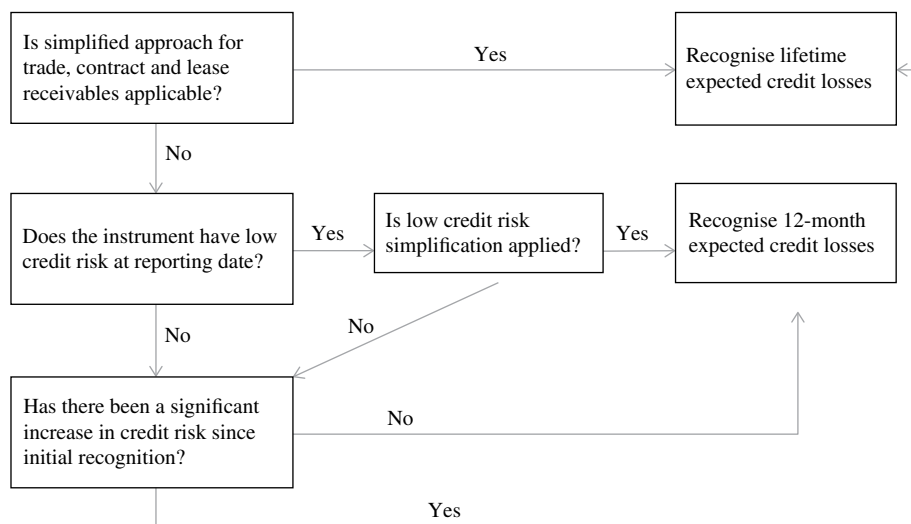 Is simplified approach for
trade, contract and lease
receivables applicable?
Yes
Recognise lifetime
expected credit losses
No
Does the instrument have low
credit risk at reporting date?
Yes
Is low credit risk
simplification applied?
Yes
Recognise 12-month
expected credit losses
No
No
Has there been a significant
increase in credit risk since
initial recognition?
No
Yes